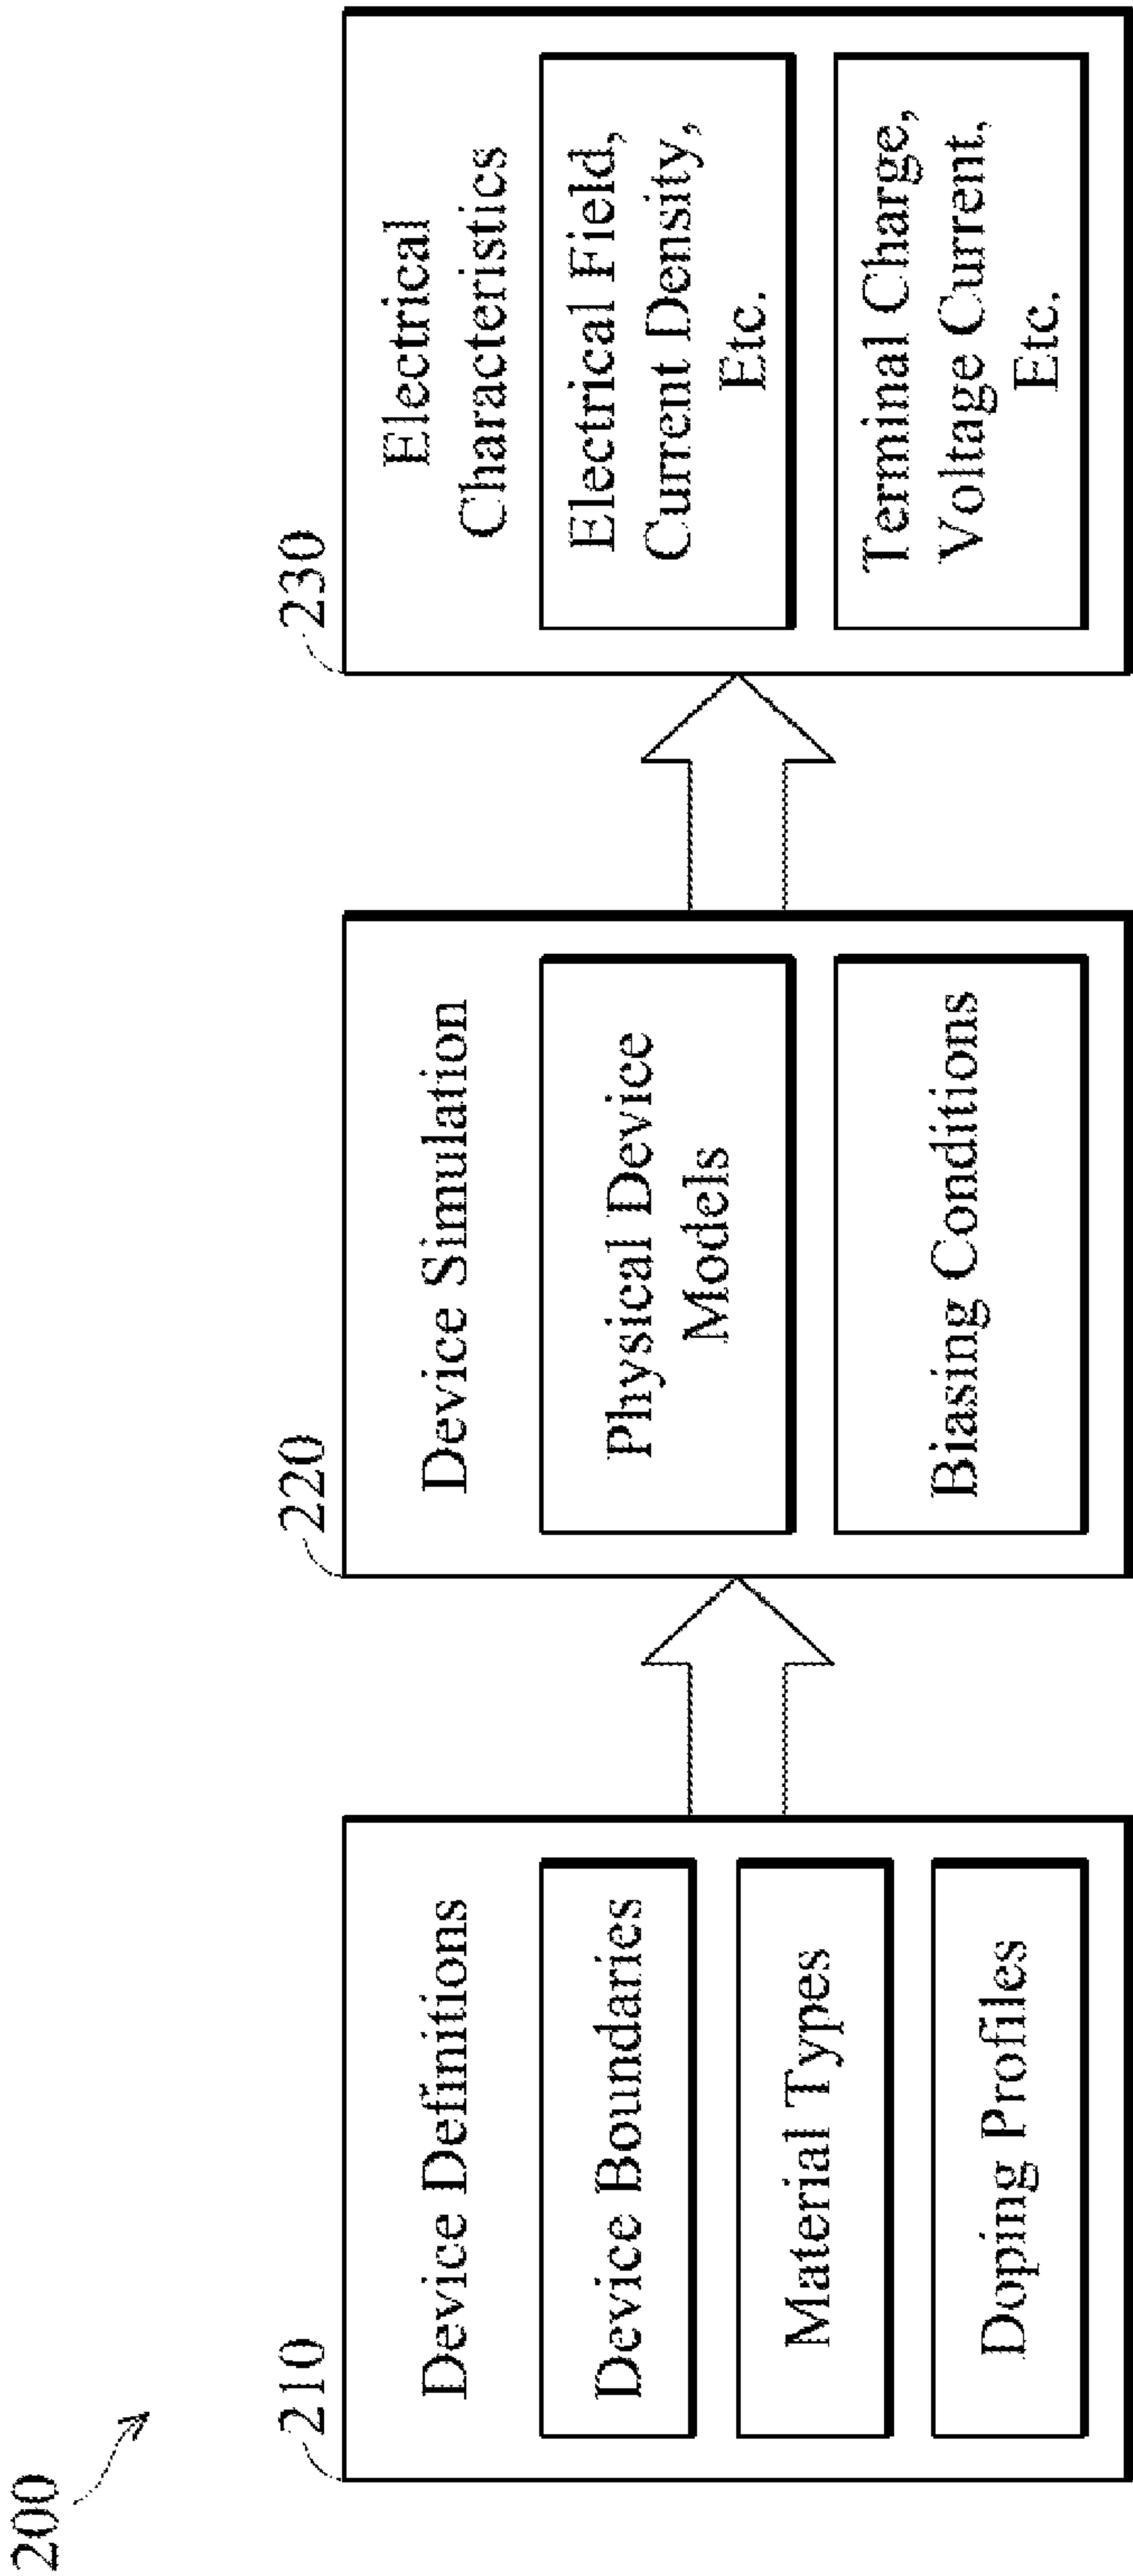 200
210
Device Definitions
Device Boundaries
Material Types
Doping Profiles
220
Device Simulation
Physical Device
Models
Biasing Conditions
230
Electrical
Characteristics
Electrical Field,
Current Density,
Etc.
Terminal Charge,
Voltage Current,
Etc.